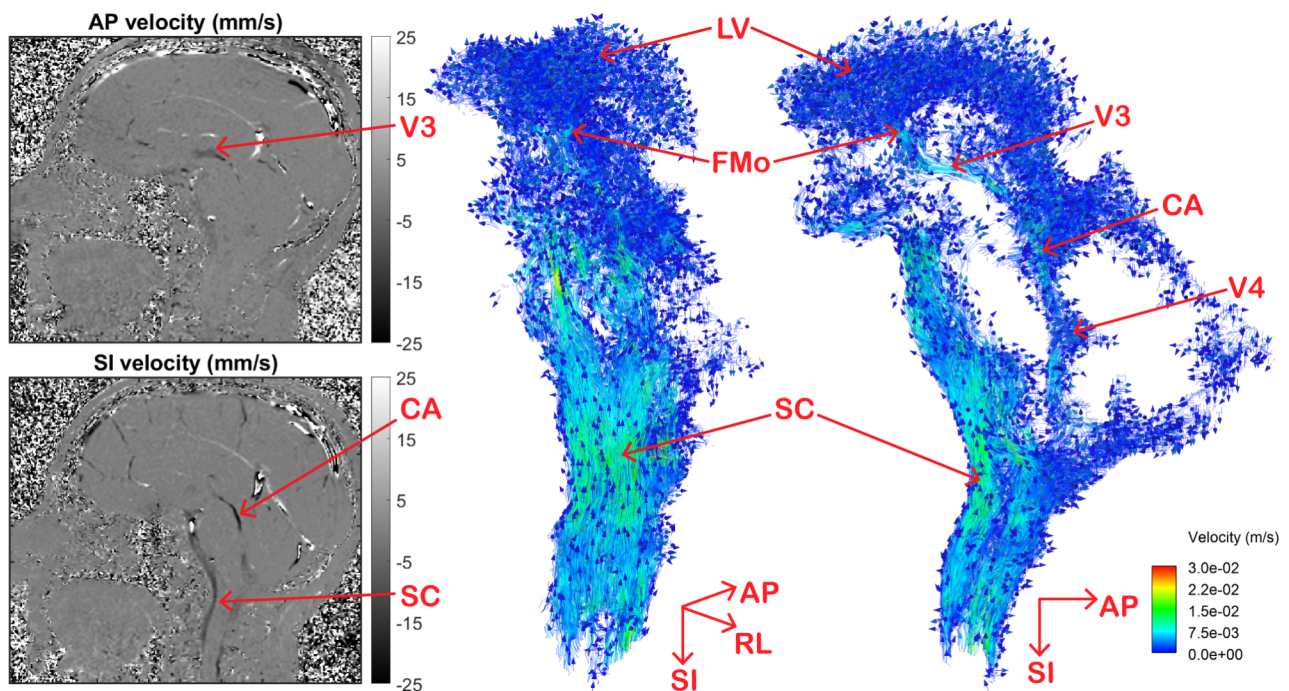 AP velocity (mm/s)
25
15
5
-5
-15
-25
V3
SI velocity (mm/s)
25
15
5
-5
-15
-25
CA
SC
LV
FMo
V3
CA
V4
SC
AP
RL
SI
AP
SI
Velocity (m/s)
3.0e-02
2.2e-02
1.5e-02
7.5e-03
0.0e+00